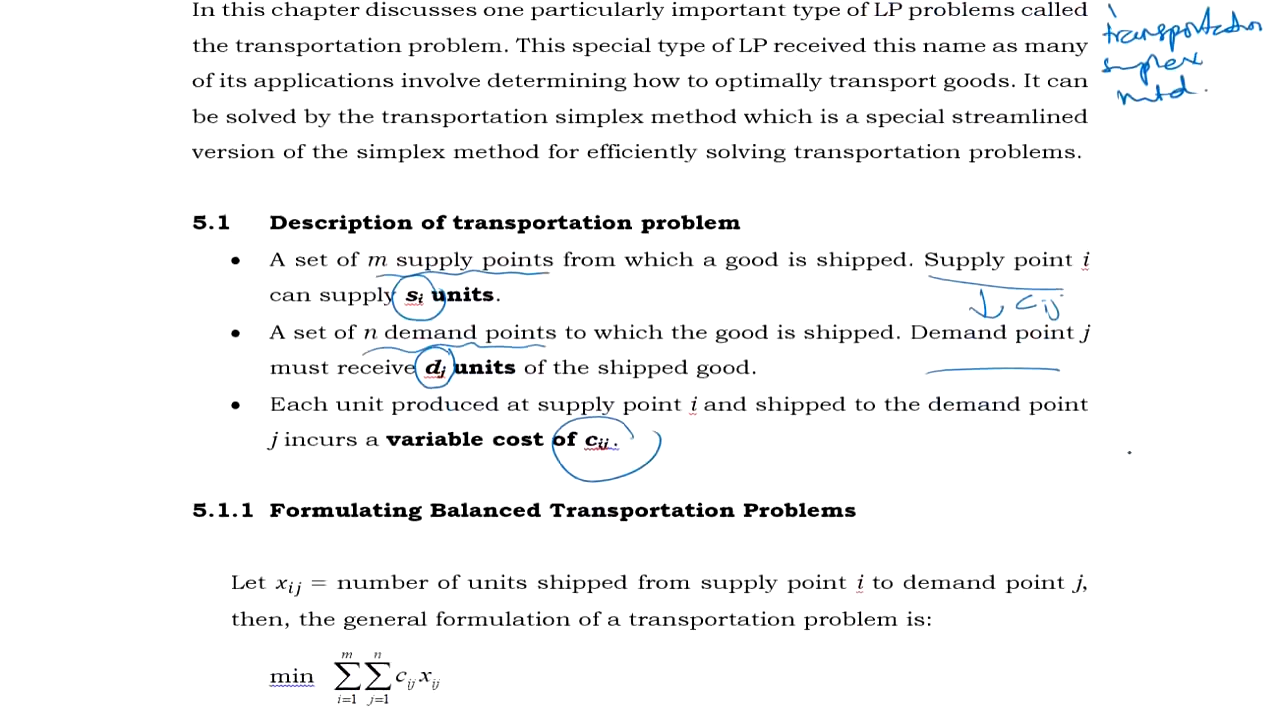 In this chapter discusses one particularly important type of LP problems called
the transportation problem. This special type of LP received this name as many
of its applications involve determining how to optimally transport goods. It can
be solved by the transportation simplex method which is a special streamlined
version of the simplex method for efficiently solving transportation problems.
transportation
simplex
mtd.
5.1 Description of transportation problem
• A set of m supply points from which a good is shipped. Supply point i
can supply sᵢ units.
↓ cᵢⱼ
• A set of n demand points to which the good is shipped. Demand point j
must receive dⱼ units of the shipped good.
• Each unit produced at supply point i and shipped to the demand point
j incurs a variable cost of cᵢⱼ.
5.1.1 Formulating Balanced Transportation Problems
Let xᵢⱼ = number of units shipped from supply point i to demand point j,
then, the general formulation of a transportation problem is:
min ∑_{i=1}^{m} ∑_{j=1}^{n} cᵢⱼ xᵢⱼ